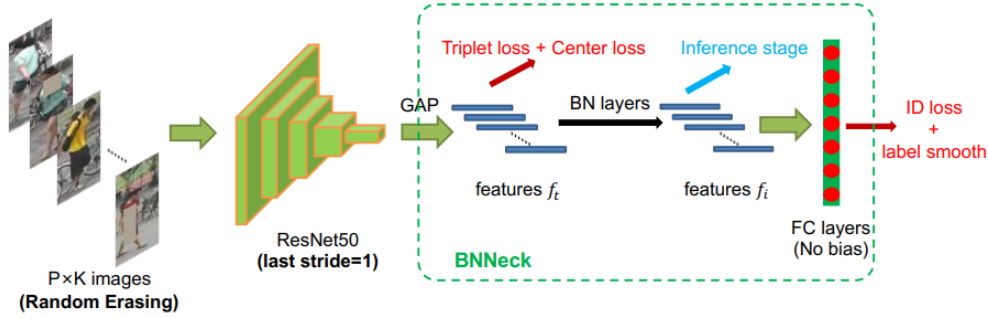 Triplet loss + Center loss
Inference stage
GAP
BN layers
ID loss
+
label smooth
features f_t
features f_i
ResNet50
(last stride=1)
BNNeck
FC layers
(No bias)
P×K images
(Random Erasing)